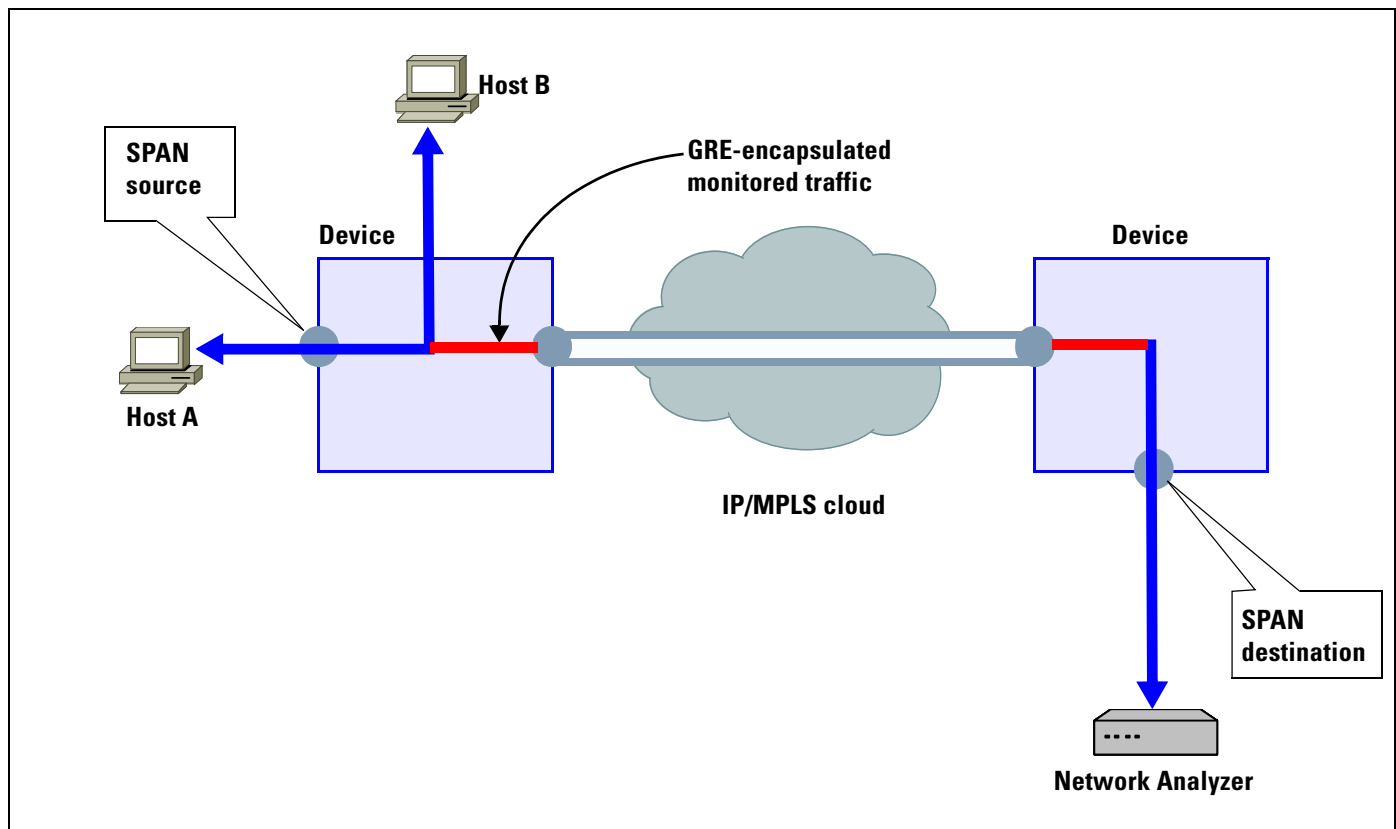 Host B
SPAN
source
GRE-encapsulated
monitored traffic
Device
Device
Host A
IP/MPLS cloud
SPAN
destination
Network Analyzer